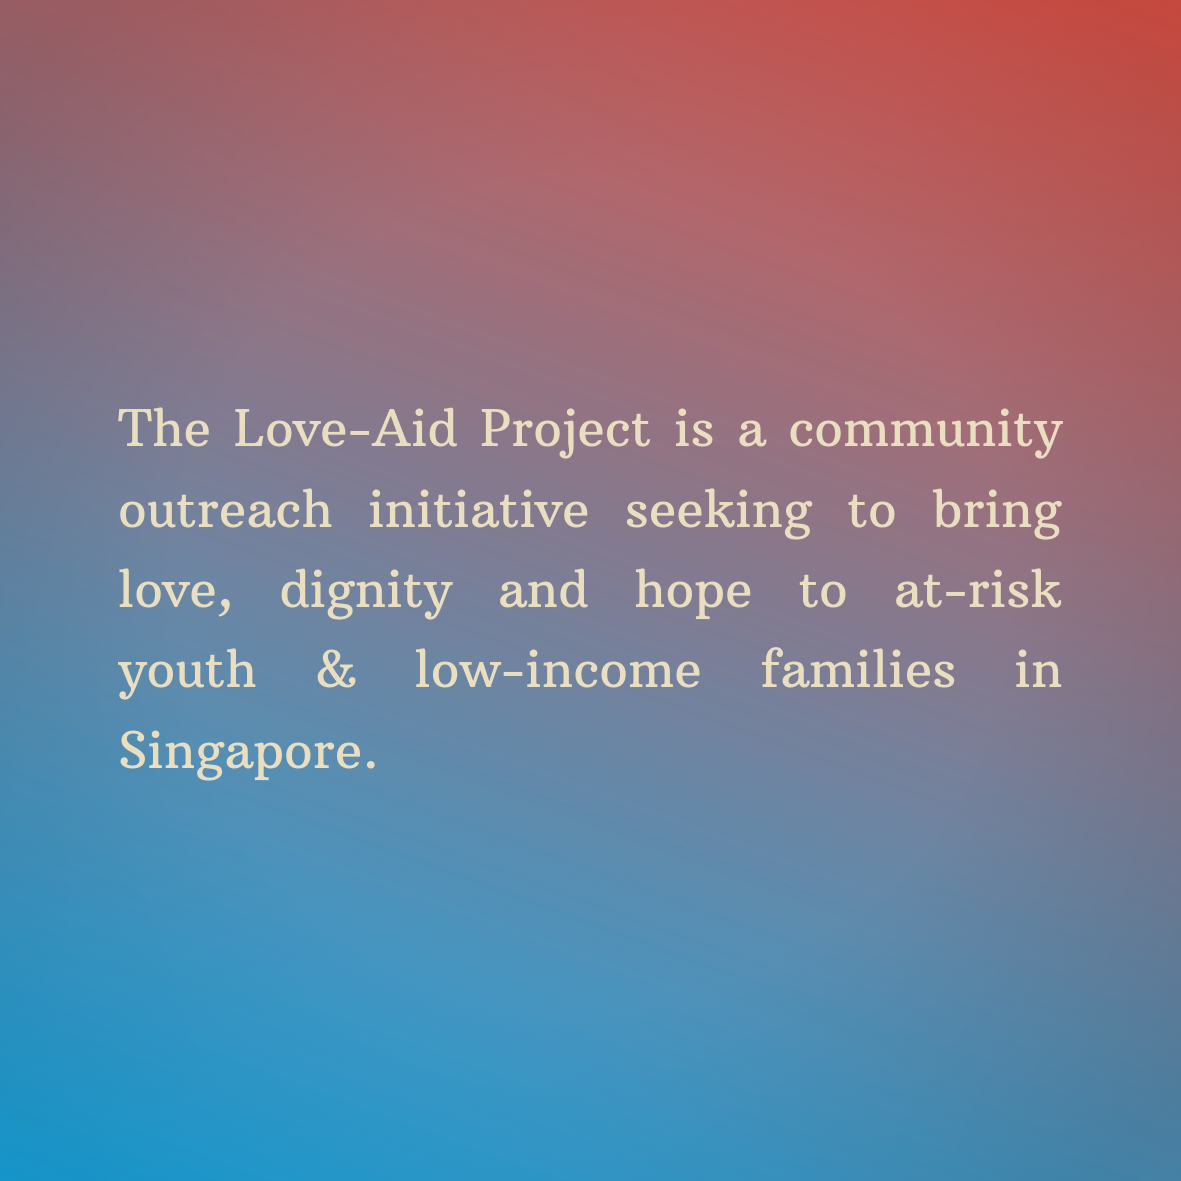 The Love-Aid Project is a community
outreach initiative seeking to bring
love, dignity and hope to at-risk
youth & low-income families in
Singapore.